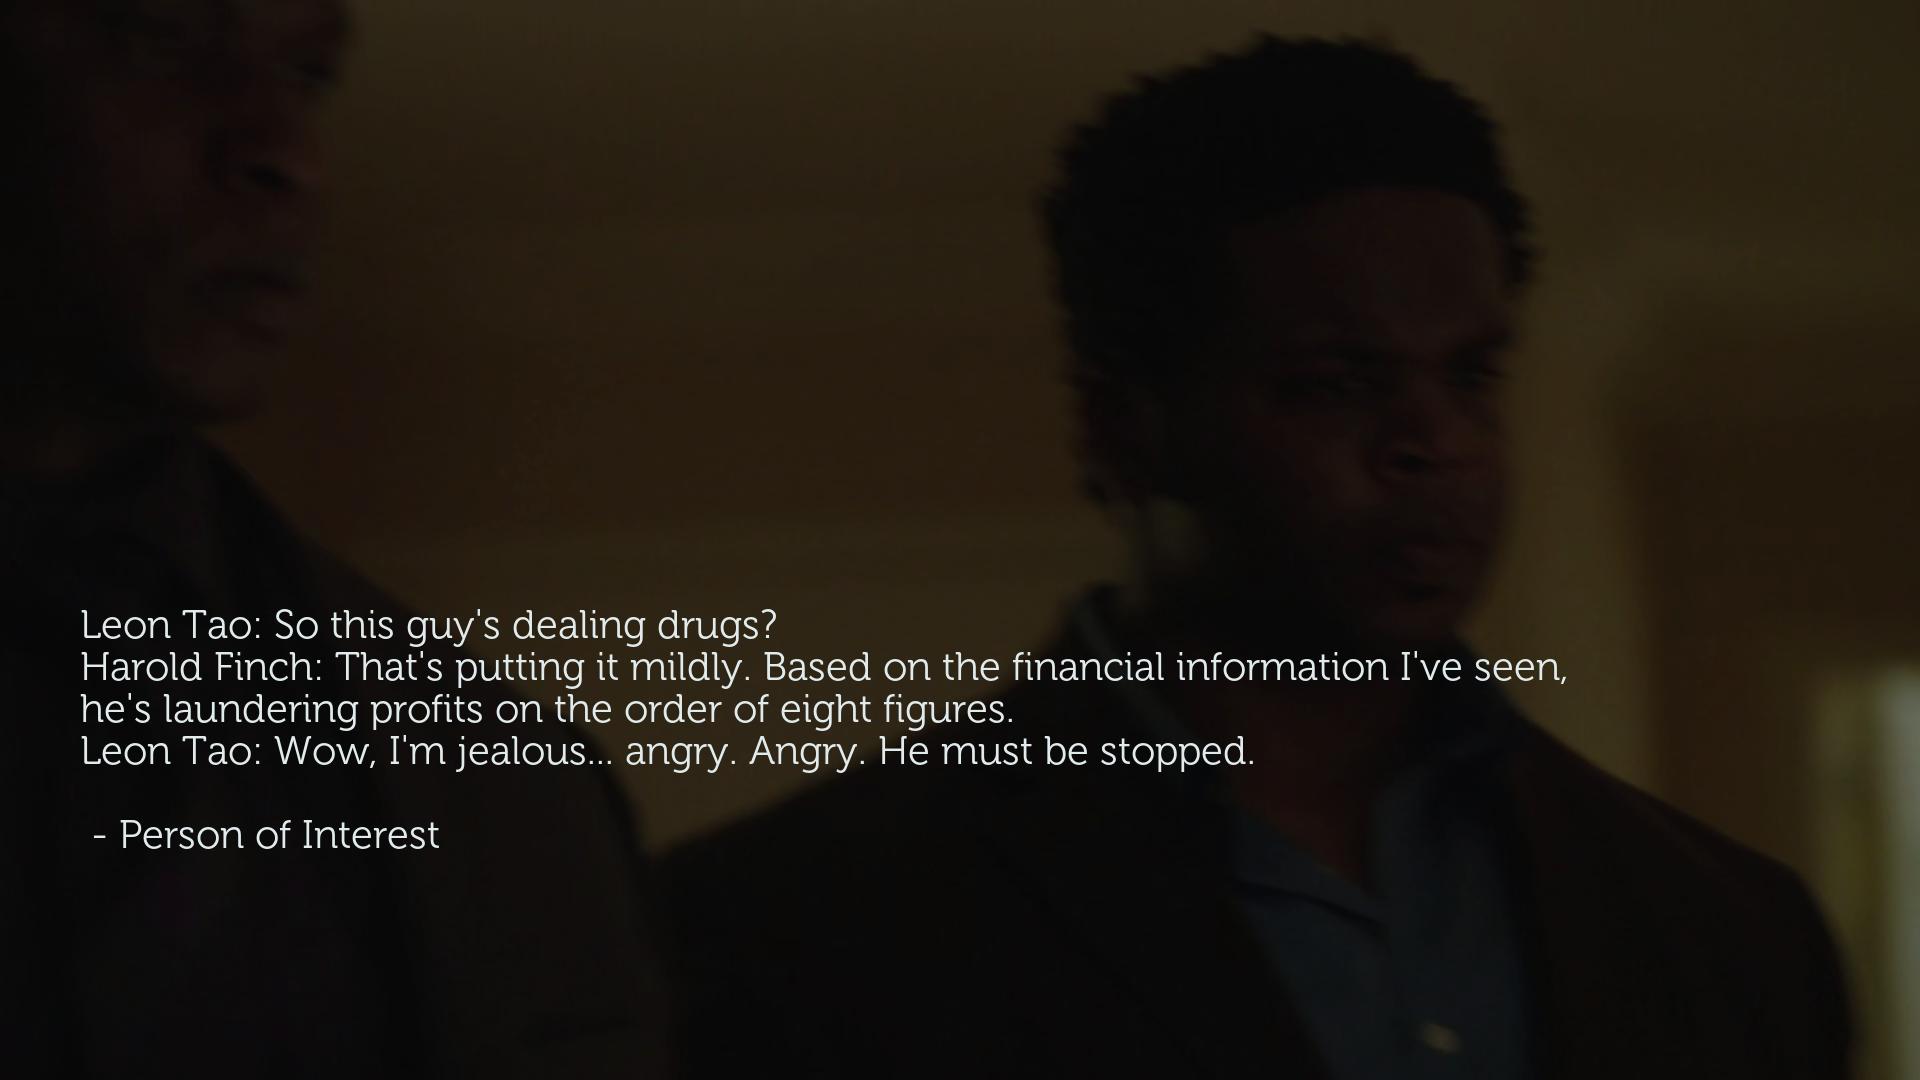 Leon Tao: So this guy's dealing drugs?
Harold Finch: That's putting it mildly. Based on the financial information I've seen,
he's laundering profits on the order of eight figures.
Leon Tao: Wow, I'm jealous... angry. Angry. He must be stopped.
- Person of Interest